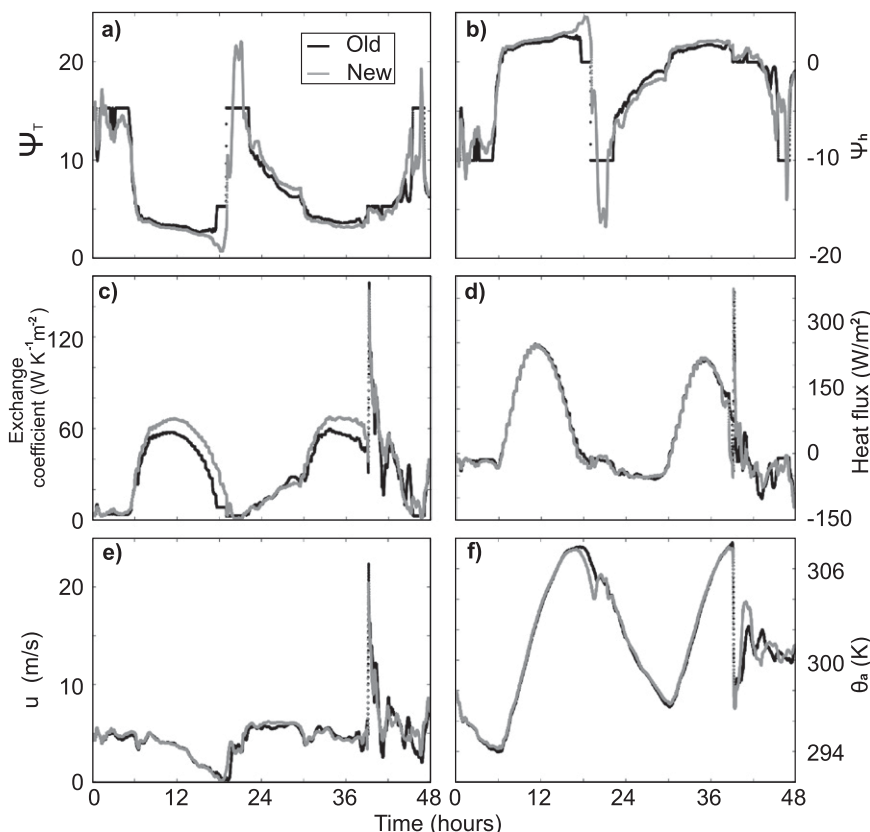 a)
Old
New
20
10
0
Ψ_T
b)
0
-10
-20
Ψ_h
c)
120
60
0
Exchange
coefficient (W K⁻¹m⁻²)
d)
300
150
0
-150
Heat flux (W/m²)
e)
20
10
0
u (m/s)
f)
306
300
294
θₐ (K)
0 12 24 36 48 0 12 24 36 48
Time (hours)